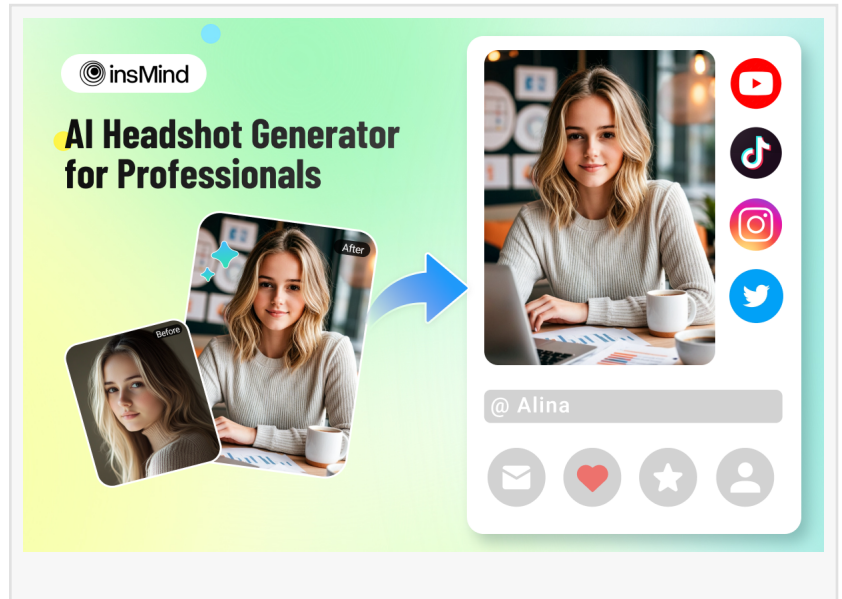 insMind
AI Headshot Generator
for Professionals
After
Before
@ Alina